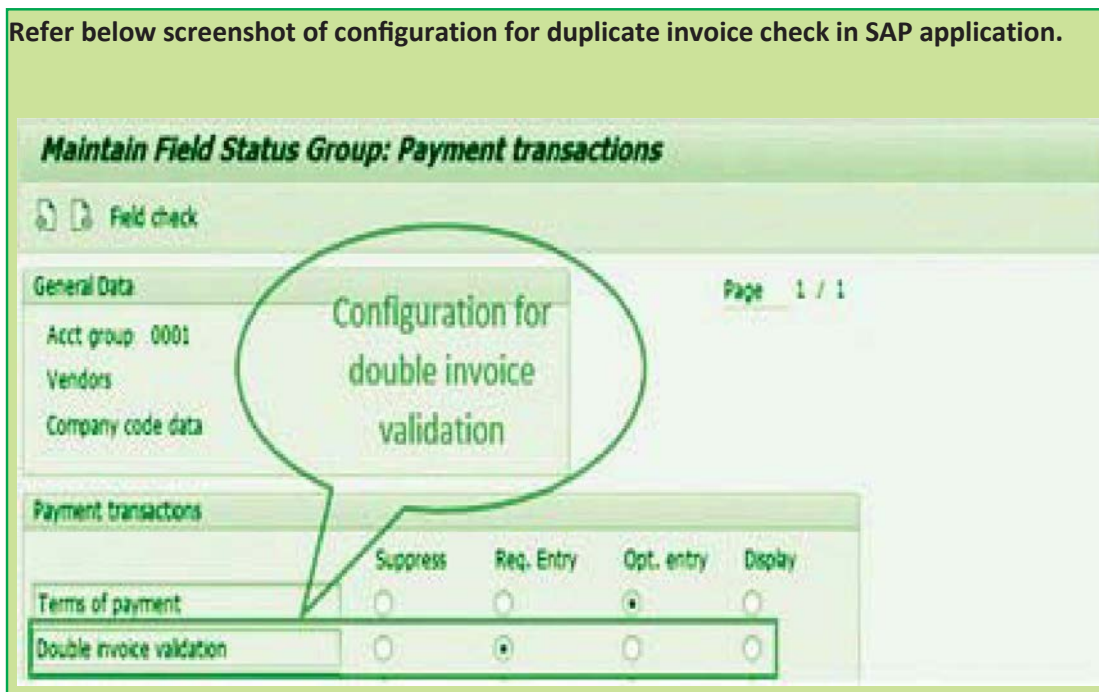 Refer below screenshot of configuration for duplicate invoice check in SAP application.
Maintain Field Status Group: Payment transactions
Field check
General Data
Page 1 / 1
Acct group 0001
Vendors
Company code data
Configuration for
double invoice
validation
Payment transactions
Suppress Req. Entry Opt. entry Display
Terms of payment
Double invoice validation